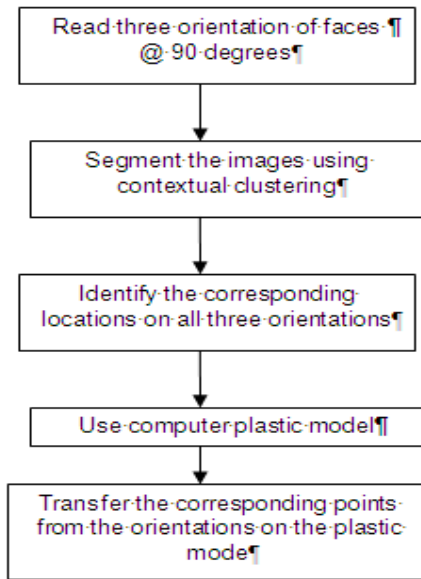 Read·three·orientation·of·faces·¶
@·90·degrees¶
Segment·the·images·using·
contextual·clustering¶
Identify·the·corresponding·
locations·on·all·three·orientations¶
Use·computer·plastic·model¶
Transfer·the·corresponding·points·
from·the·orientations·on·the·plastic·
mode¶